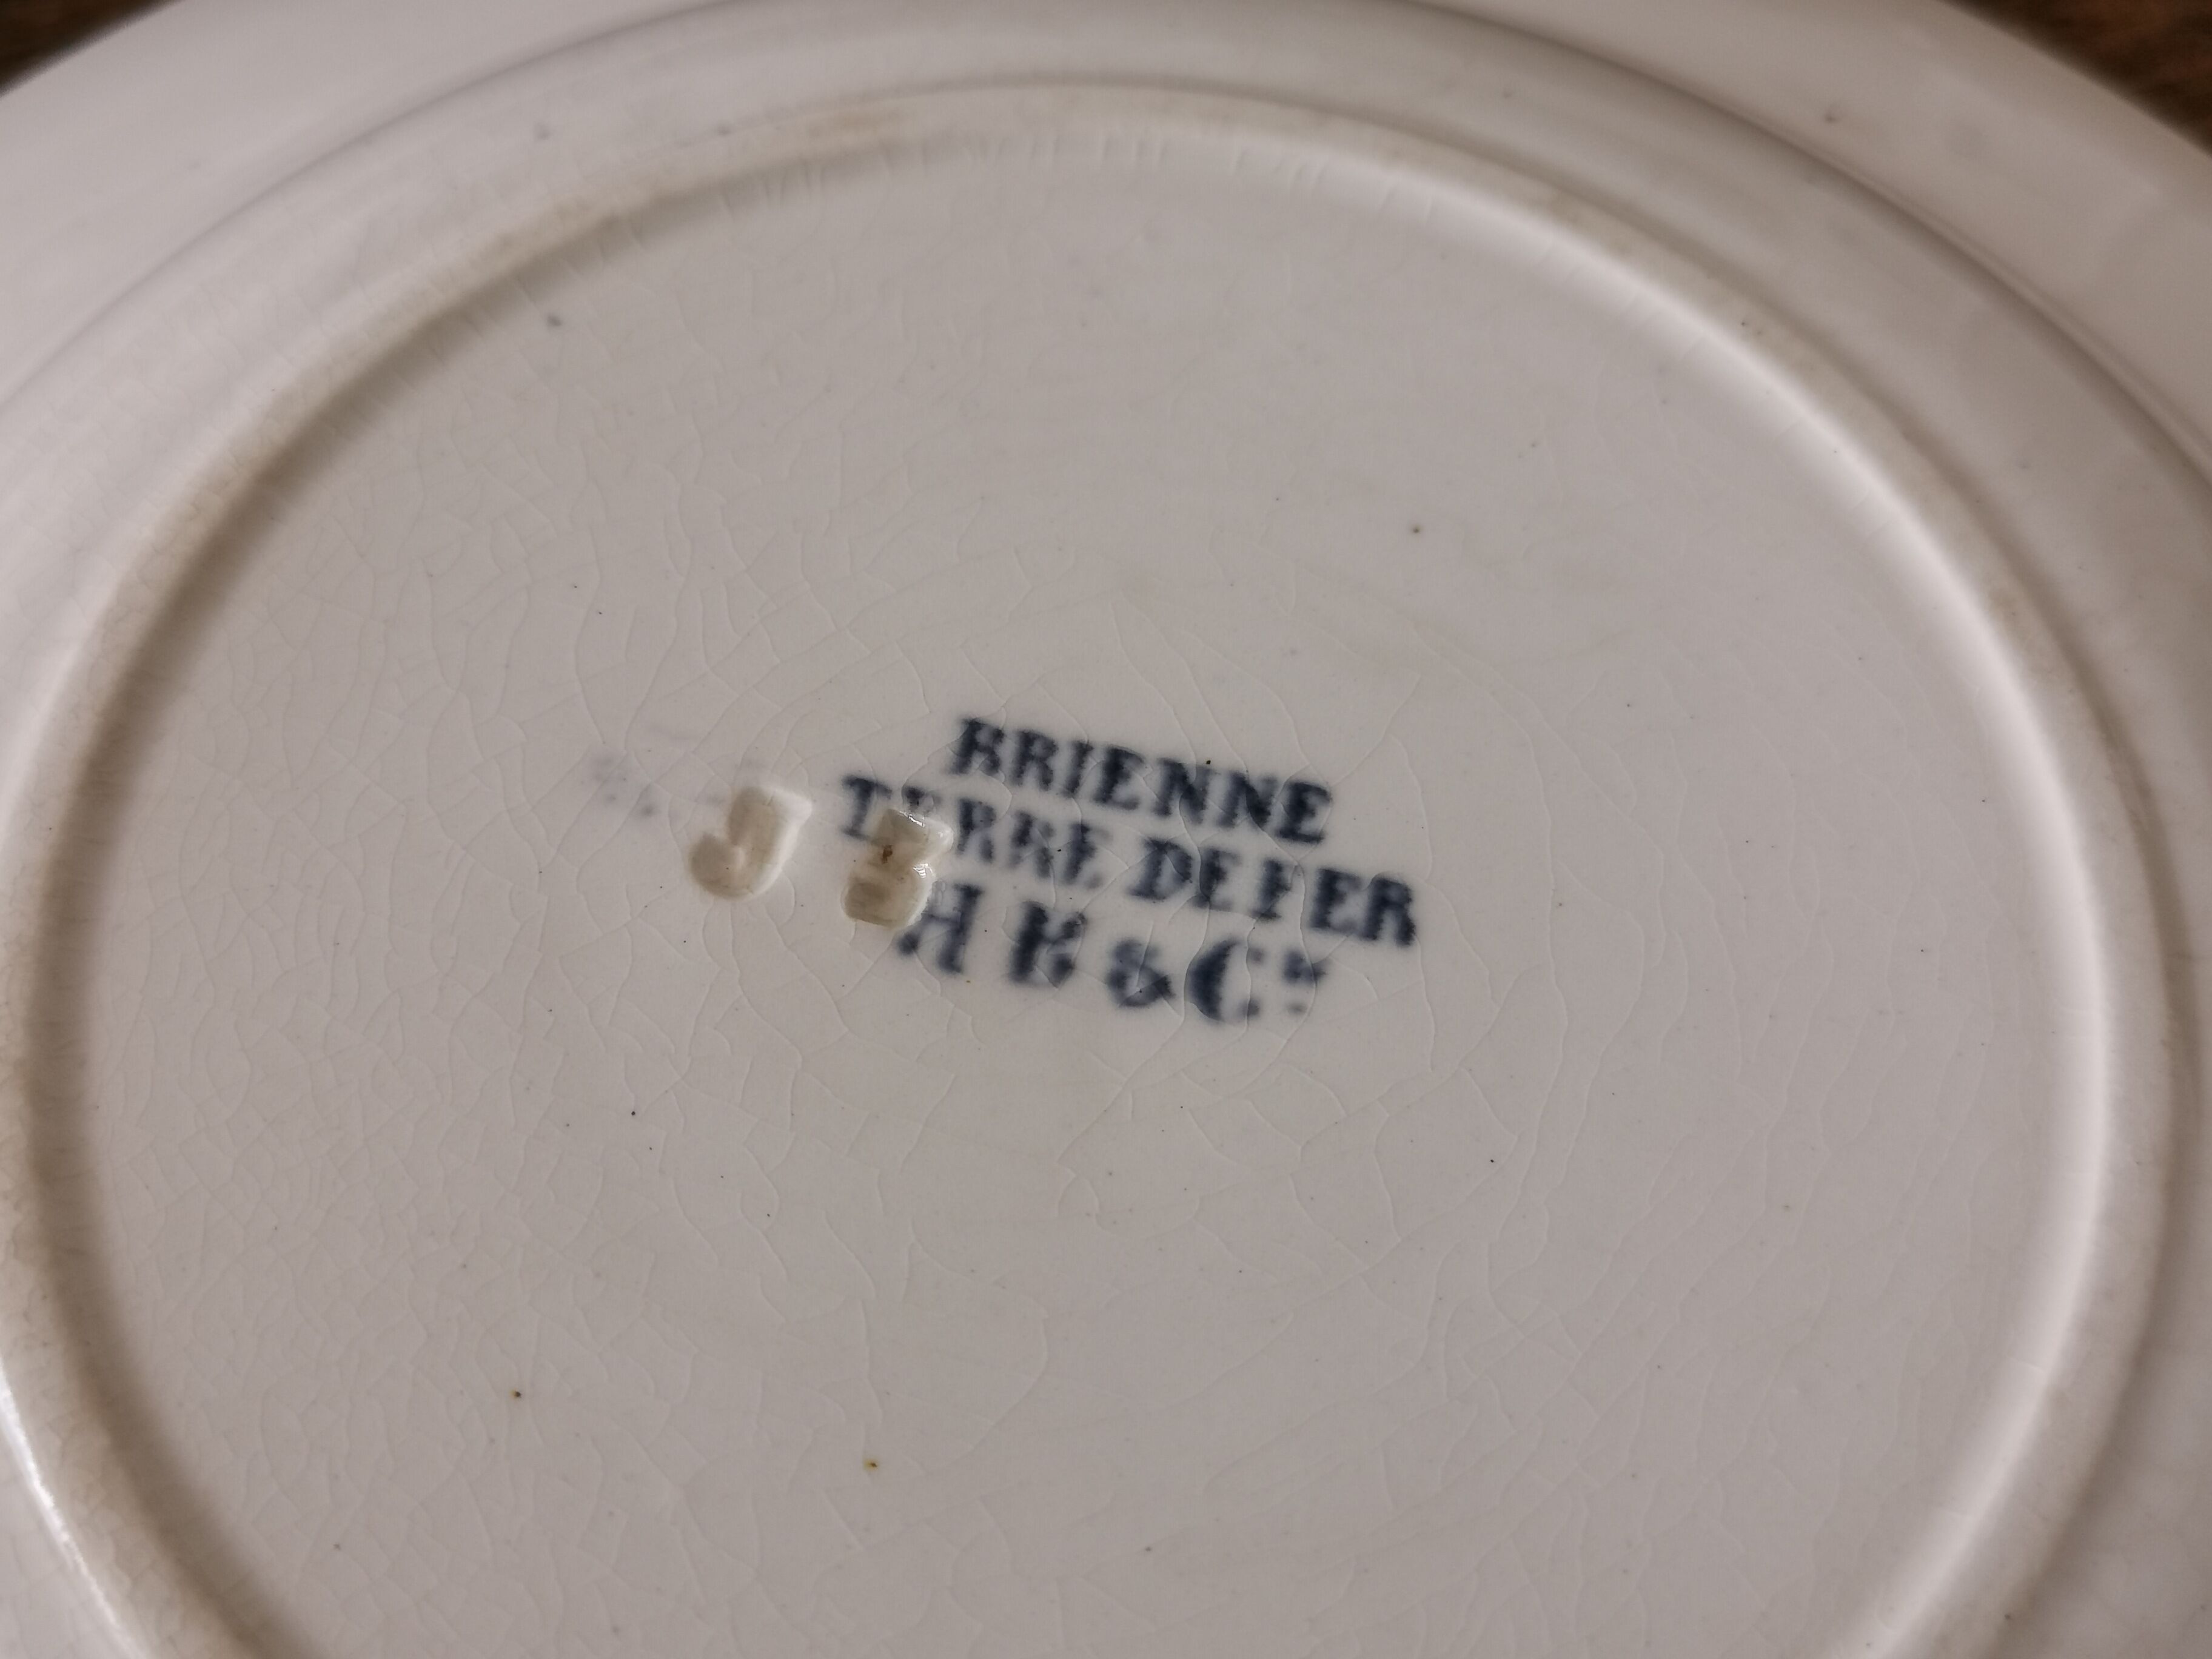 BRIENNE
TERRE DE FER
H B & Cie
J B